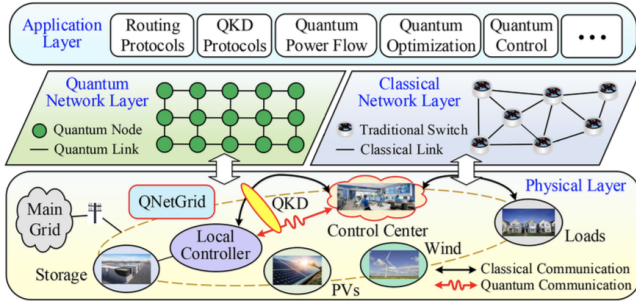 Application
Layer
Routing
Protocols
QKD
Protocols
Quantum
Power Flow
Quantum
Optimization
Quantum
Control
Quantum
Network Layer
Quantum Node
Quantum Link
Classical
Network Layer
Traditional Switch
Classical Link
Physical Layer
QNetGrid
Main
Grid
QKD
Control Center
Local
Controller
Storage
PVs
Wind
Loads
Classical Communication
Quantum Communication